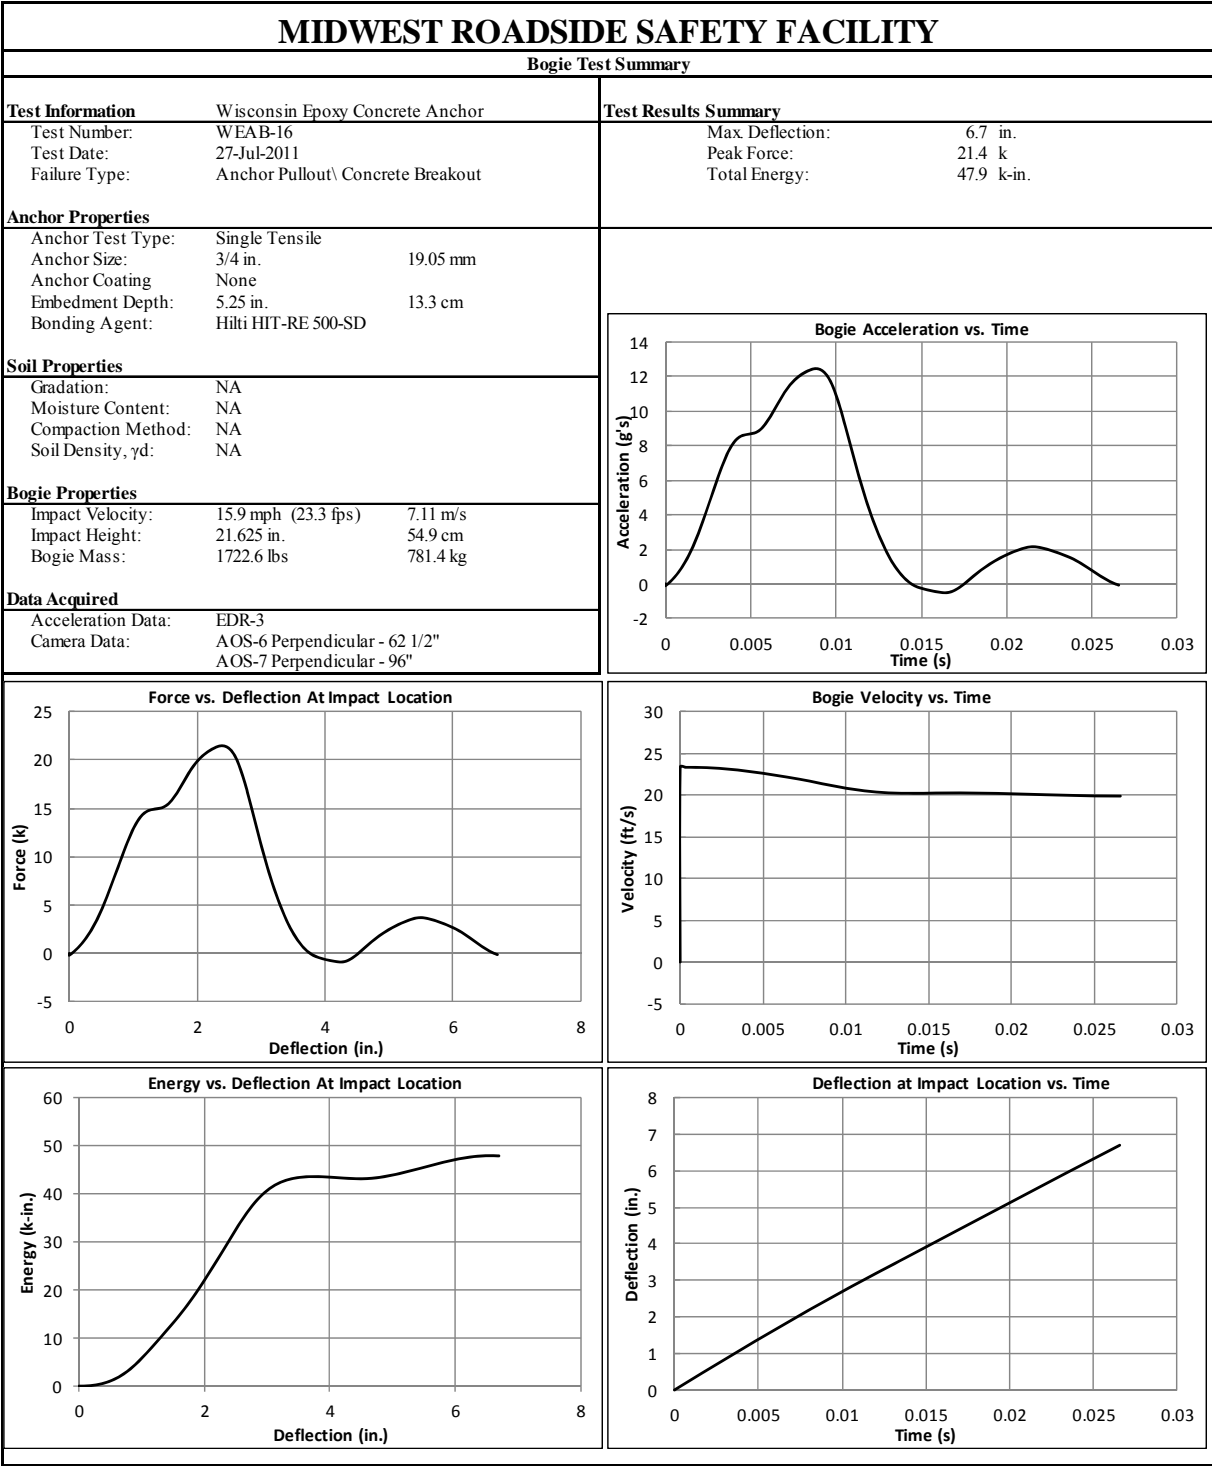 MIDWEST ROADSIDE SAFETY FACILITY
Bogie Test Summary
Test Information Wisconsin Epoxy Concrete Anchor
Test Number: WEAB-16
Test Date: 27-Jul-2011
Failure Type: Anchor Pullout\ Concrete Breakout
Anchor Properties
Anchor Test Type: Single Tensile
Anchor Size: 3/4 in. 19.05 mm
Anchor Coating None
Embedment Depth: 5.25 in. 13.3 cm
Bonding Agent: Hilti HIT-RE 500-SD
Soil Properties
Gradation: NA
Moisture Content: NA
Compaction Method: NA
Soil Density, γd: NA
Bogie Properties
Impact Velocity: 15.9 mph (23.3 fps) 7.11 m/s
Impact Height: 21.625 in. 54.9 cm
Bogie Mass: 1722.6 lbs 781.4 kg
Data Acquired
Acceleration Data: EDR-3
Camera Data: AOS-6 Perpendicular - 62 1/2"
AOS-7 Perpendicular - 96"
Test Results Summary
Max. Deflection: 6.7 in.
Peak Force: 21.4 k
Total Energy: 47.9 k-in.
Bogie Acceleration vs. Time
Acceleration (g's)
14
12
10
8
6
4
2
0
-2
0 0.005 0.01 0.015 0.02 0.025 0.03
Time (s)
Force vs. Deflection At Impact Location
Force (k)
25
20
15
10
5
0
-5
0 2 4 6 8
Deflection (in.)
Bogie Velocity vs. Time
Velocity (ft/s)
30
25
20
15
10
5
0
-5
0 0.005 0.01 0.015 0.02 0.025 0.03
Time (s)
Energy vs. Deflection At Impact Location
Energy (k-in.)
60
50
40
30
20
10
0
0 2 4 6 8
Deflection (in.)
Deflection at Impact Location vs. Time
Deflection (in.)
8
7
6
5
4
3
2
1
0
0 0.005 0.01 0.015 0.02 0.025 0.03
Time (s)